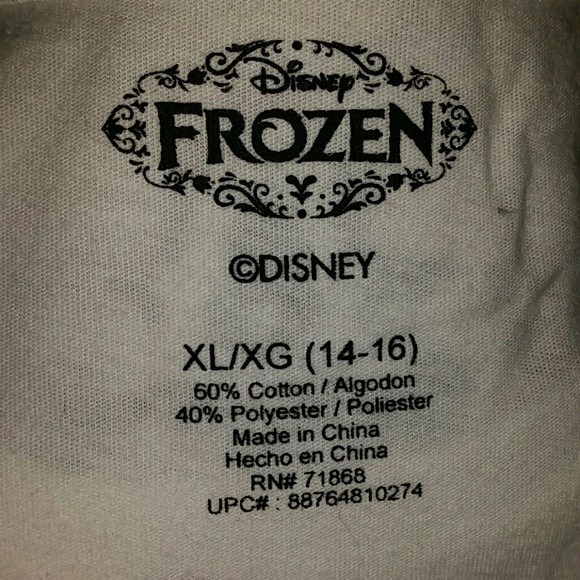 Disney
FROZEN
©DISNEY
XL/XG (14-16)
60% Cotton / Algodon
40% Polyester / Poliester
Made in China
Hecho en China
RN# 71868
UPC# : 88764810274